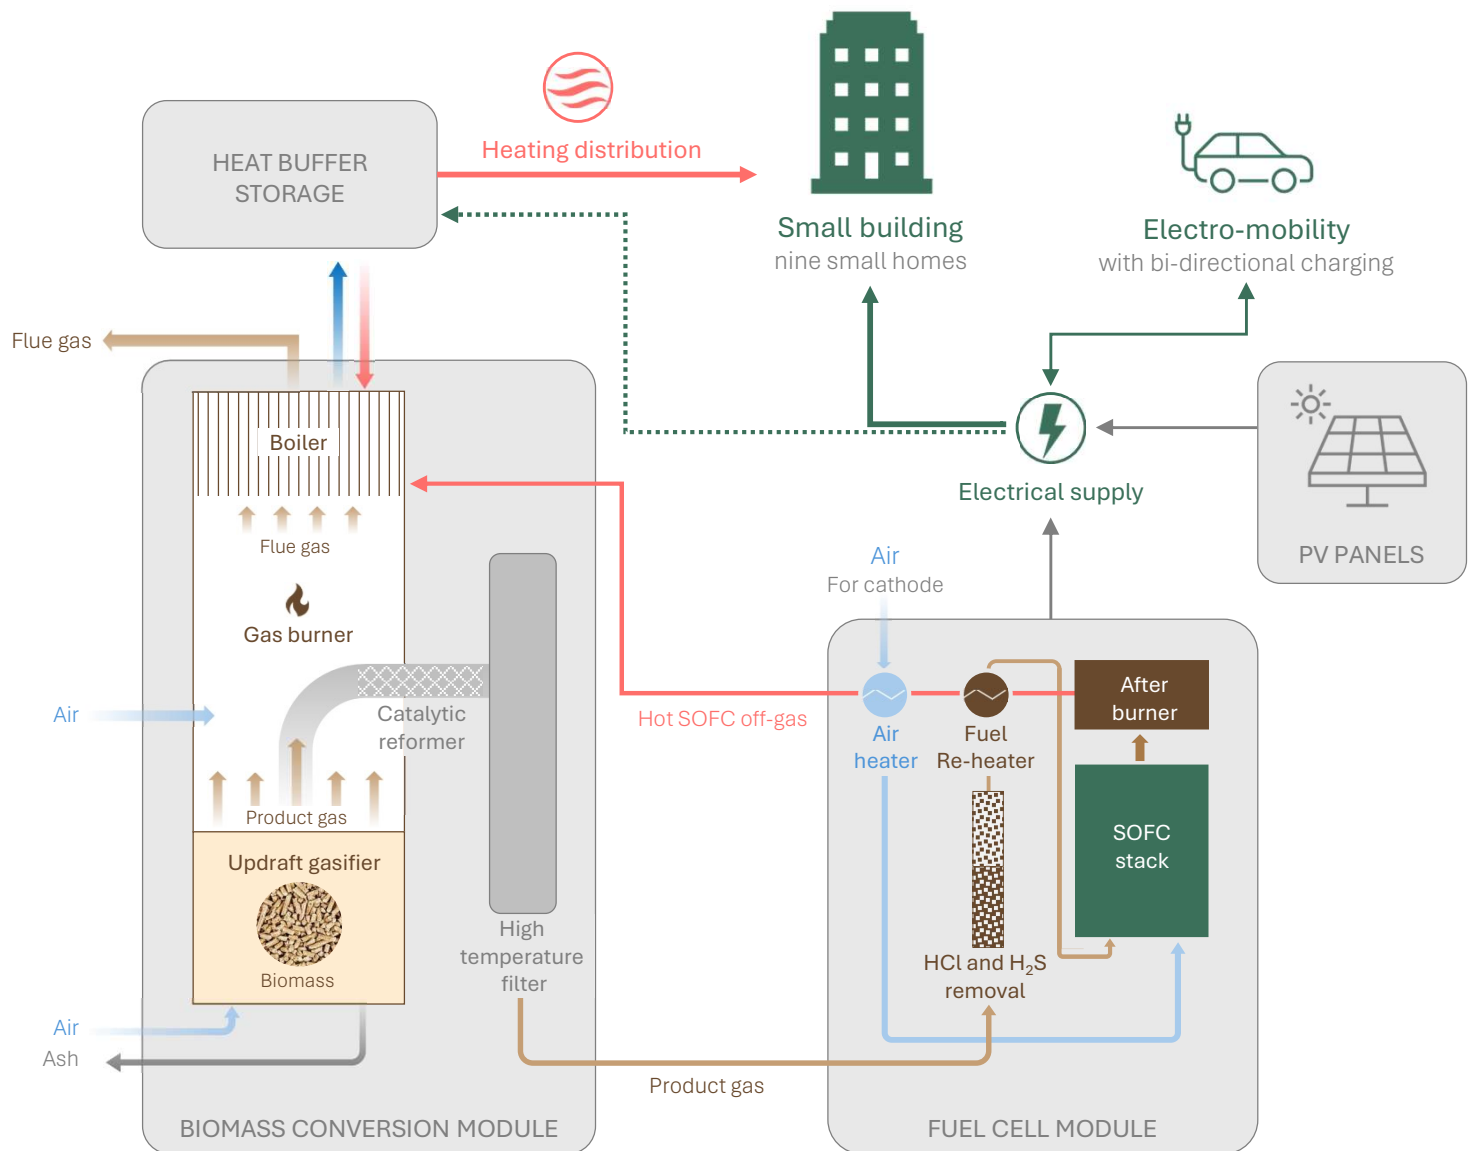 HEAT BUFFER
STORAGE
Heating distribution
Small building
nine small homes
Electro-mobility
with bi-directional charging
Flue gas
Boiler
Flue gas
Gas burner
Air
Catalytic
reformer
Product gas
Updraft gasifier
Biomass
Air
Ash
High
temperature
filter
BIOMASS CONVERSION MODULE
Electrical supply
PV PANELS
Air
For cathode
Hot SOFC off-gas
Air
heater
Fuel
Re-heater
After
burner
SOFC
stack
HCl and H₂S
removal
Product gas
FUEL CELL MODULE